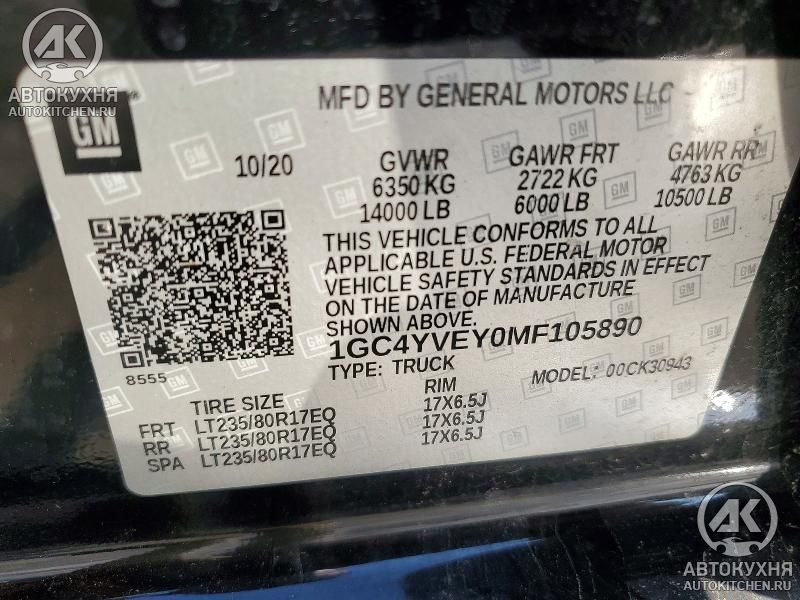 AK
АВТОКУХНЯ
AUTOKITCHEN.RU
GM
MFD BY GENERAL MOTORS LLC
10/20 GVWR GAWR FRT GAWR RR
6350 KG 2722 KG 4763 KG
14000 LB 6000 LB 10500 LB
THIS VEHICLE CONFORMS TO ALL
APPLICABLE U.S. FEDERAL MOTOR
VEHICLE SAFETY STANDARDS IN EFFECT
ON THE DATE OF MANUFACTURE
SHOWN ABOVE.
1GC4YVEY0MF105890
8555
TYPE: TRUCK MODEL: 00CK30943
TIRE SIZE RIM
FRT LT235/80R17EQ 17X6.5J
RR LT235/80R17EQ 17X6.5J
SPA LT235/80R17EQ 17X6.5J
AK
АВТОКУХНЯ
AUTOKITCHEN.RU